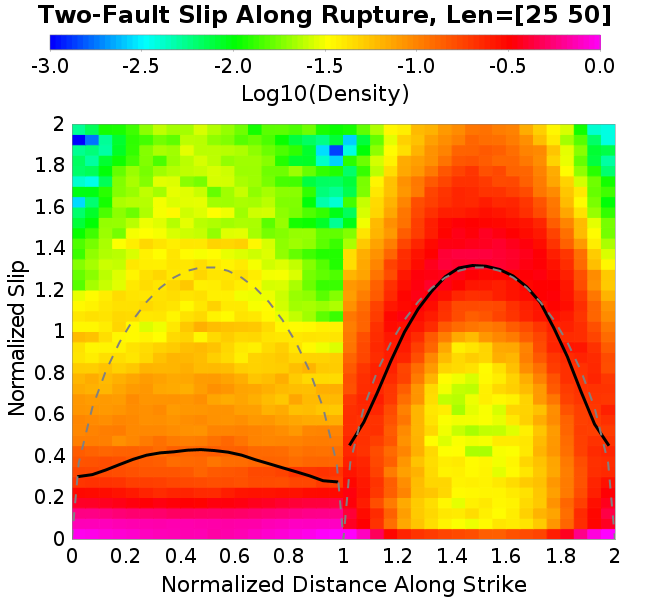 Two-Fault Slip Along Rupture, Len=[25 50]
-3.0 -2.5 -2.0 -1.5 -1.0 -0.5 0.0
Log10(Density)
2
1.8
1.6
1.4
1.2
1
0.8
0.6
0.4
0.2
0
Normalized Slip
0 0.2 0.4 0.6 0.8 1 1.2 1.4 1.6 1.8 2
Normalized Distance Along Strike